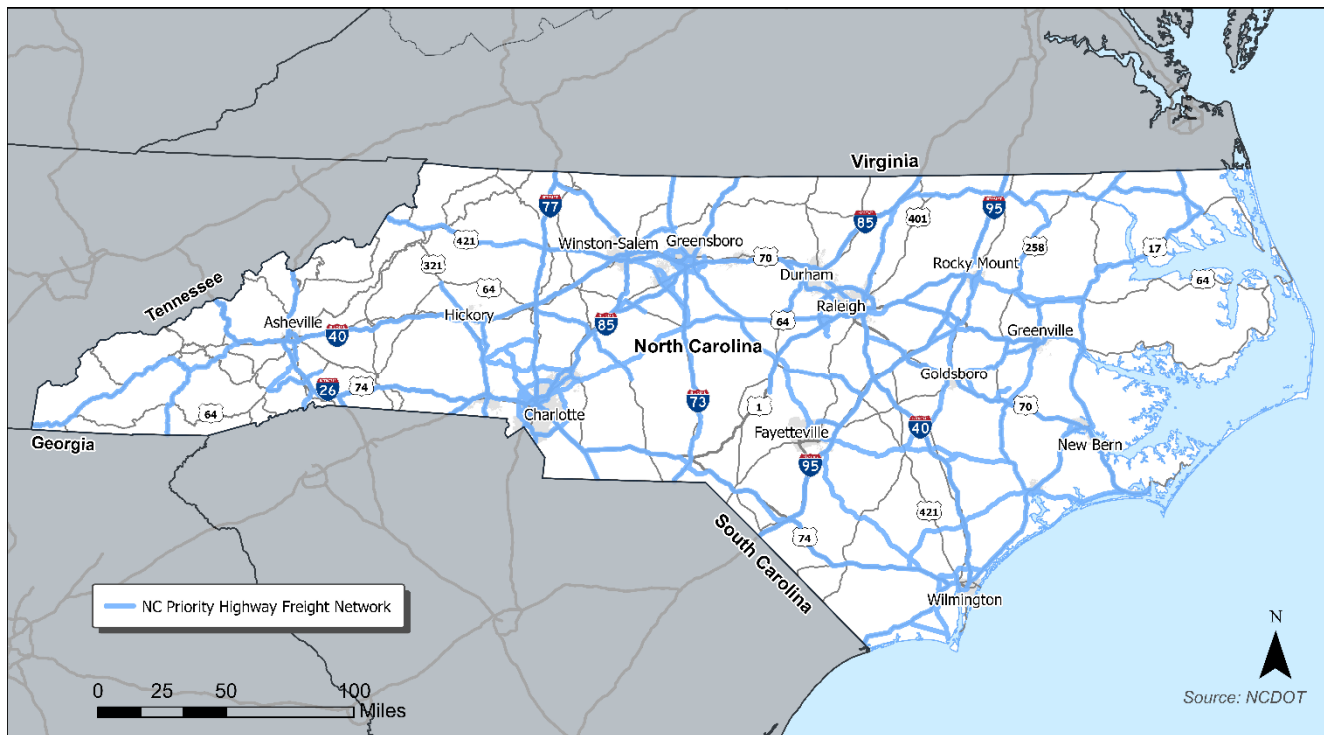 Virginia
77
85
95
401
421
Winston-Salem
Greensboro
258
17
70
321
Durham
Rocky Mount
Tennessee
64
64
Raleigh
Asheville
Hickory
85
64
Greenville
40
North Carolina
Goldsboro
26
74
73
1
70
64
Charlotte
40
Georgia
Fayetteville
New Bern
95
421
74
South Carolina
Wilmington
NC Priority Highway Freight Network
N
0 25 50 100
Miles
Source: NCDOT